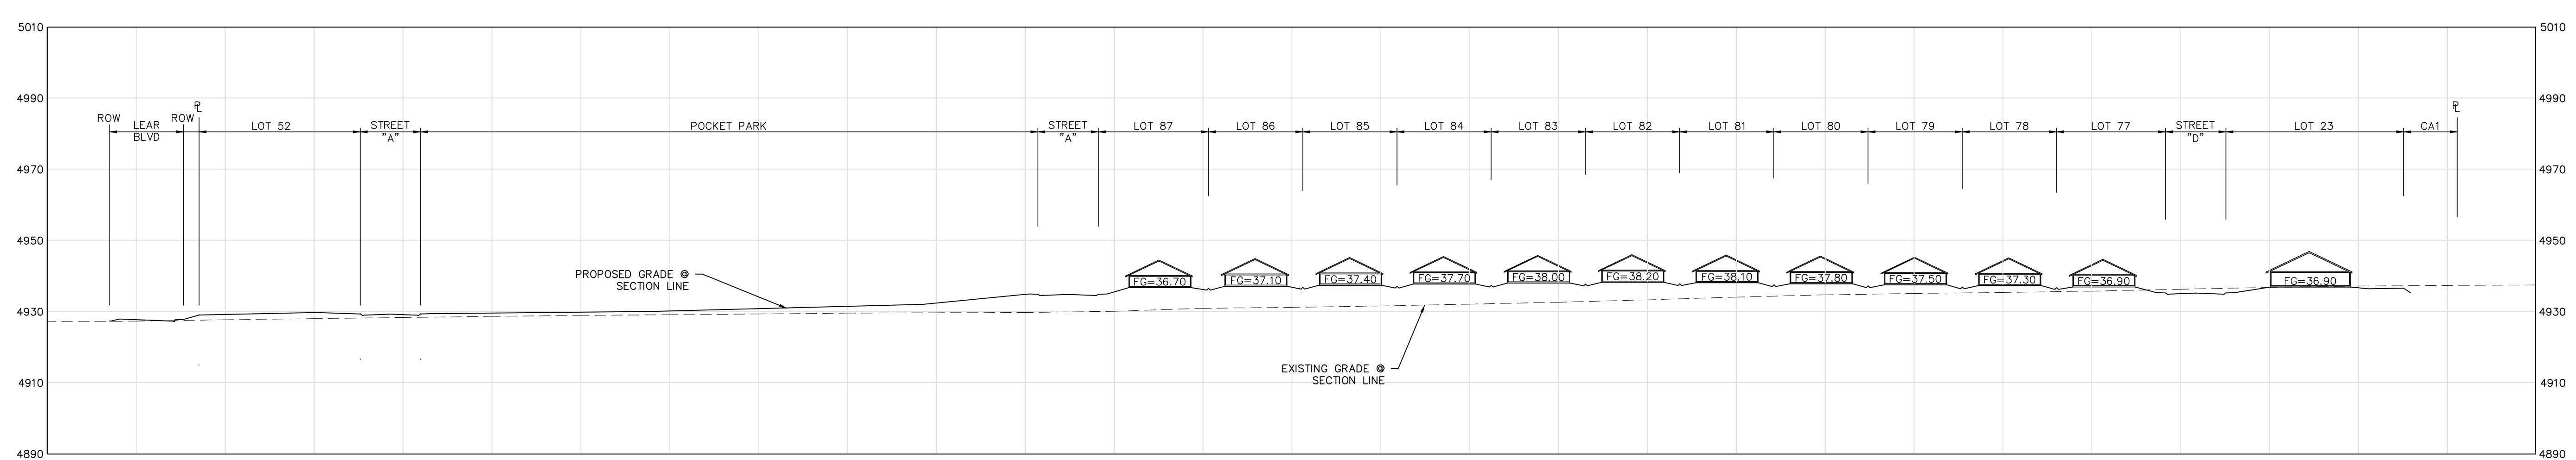 5010
5010
4990
4990
PL
PL
ROW
LEAR
BLVD
ROW
LOT 52
STREET
"A"
POCKET PARK
STREET
"A"
LOT 87
LOT 86
LOT 85
LOT 84
LOT 83
LOT 82
LOT 81
LOT 80
LOT 79
LOT 78
LOT 77
STREET
"D"
LOT 23
CA1
4970
4970
4950
4950
PROPOSED GRADE @
SECTION LINE
FG=36.70
FG=37.10
FG=37.40
FG=37.70
FG=38.00
FG=38.20
FG=38.10
FG=37.80
FG=37.50
FG=37.30
FG=36.90
FG=36.90
4930
4930
EXISTING GRADE @
SECTION LINE
4910
4910
4890
4890